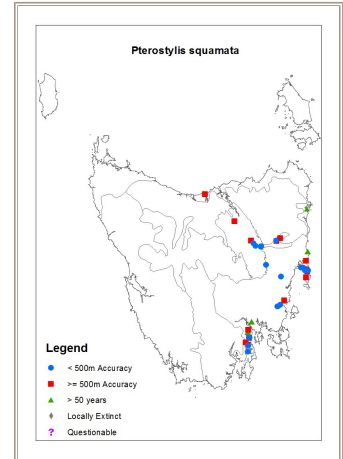 Pterostylis squamata
Legend
< 500m Accuracy
>= 500m Accuracy
> 50 years
Locally Extinct
? Questionable